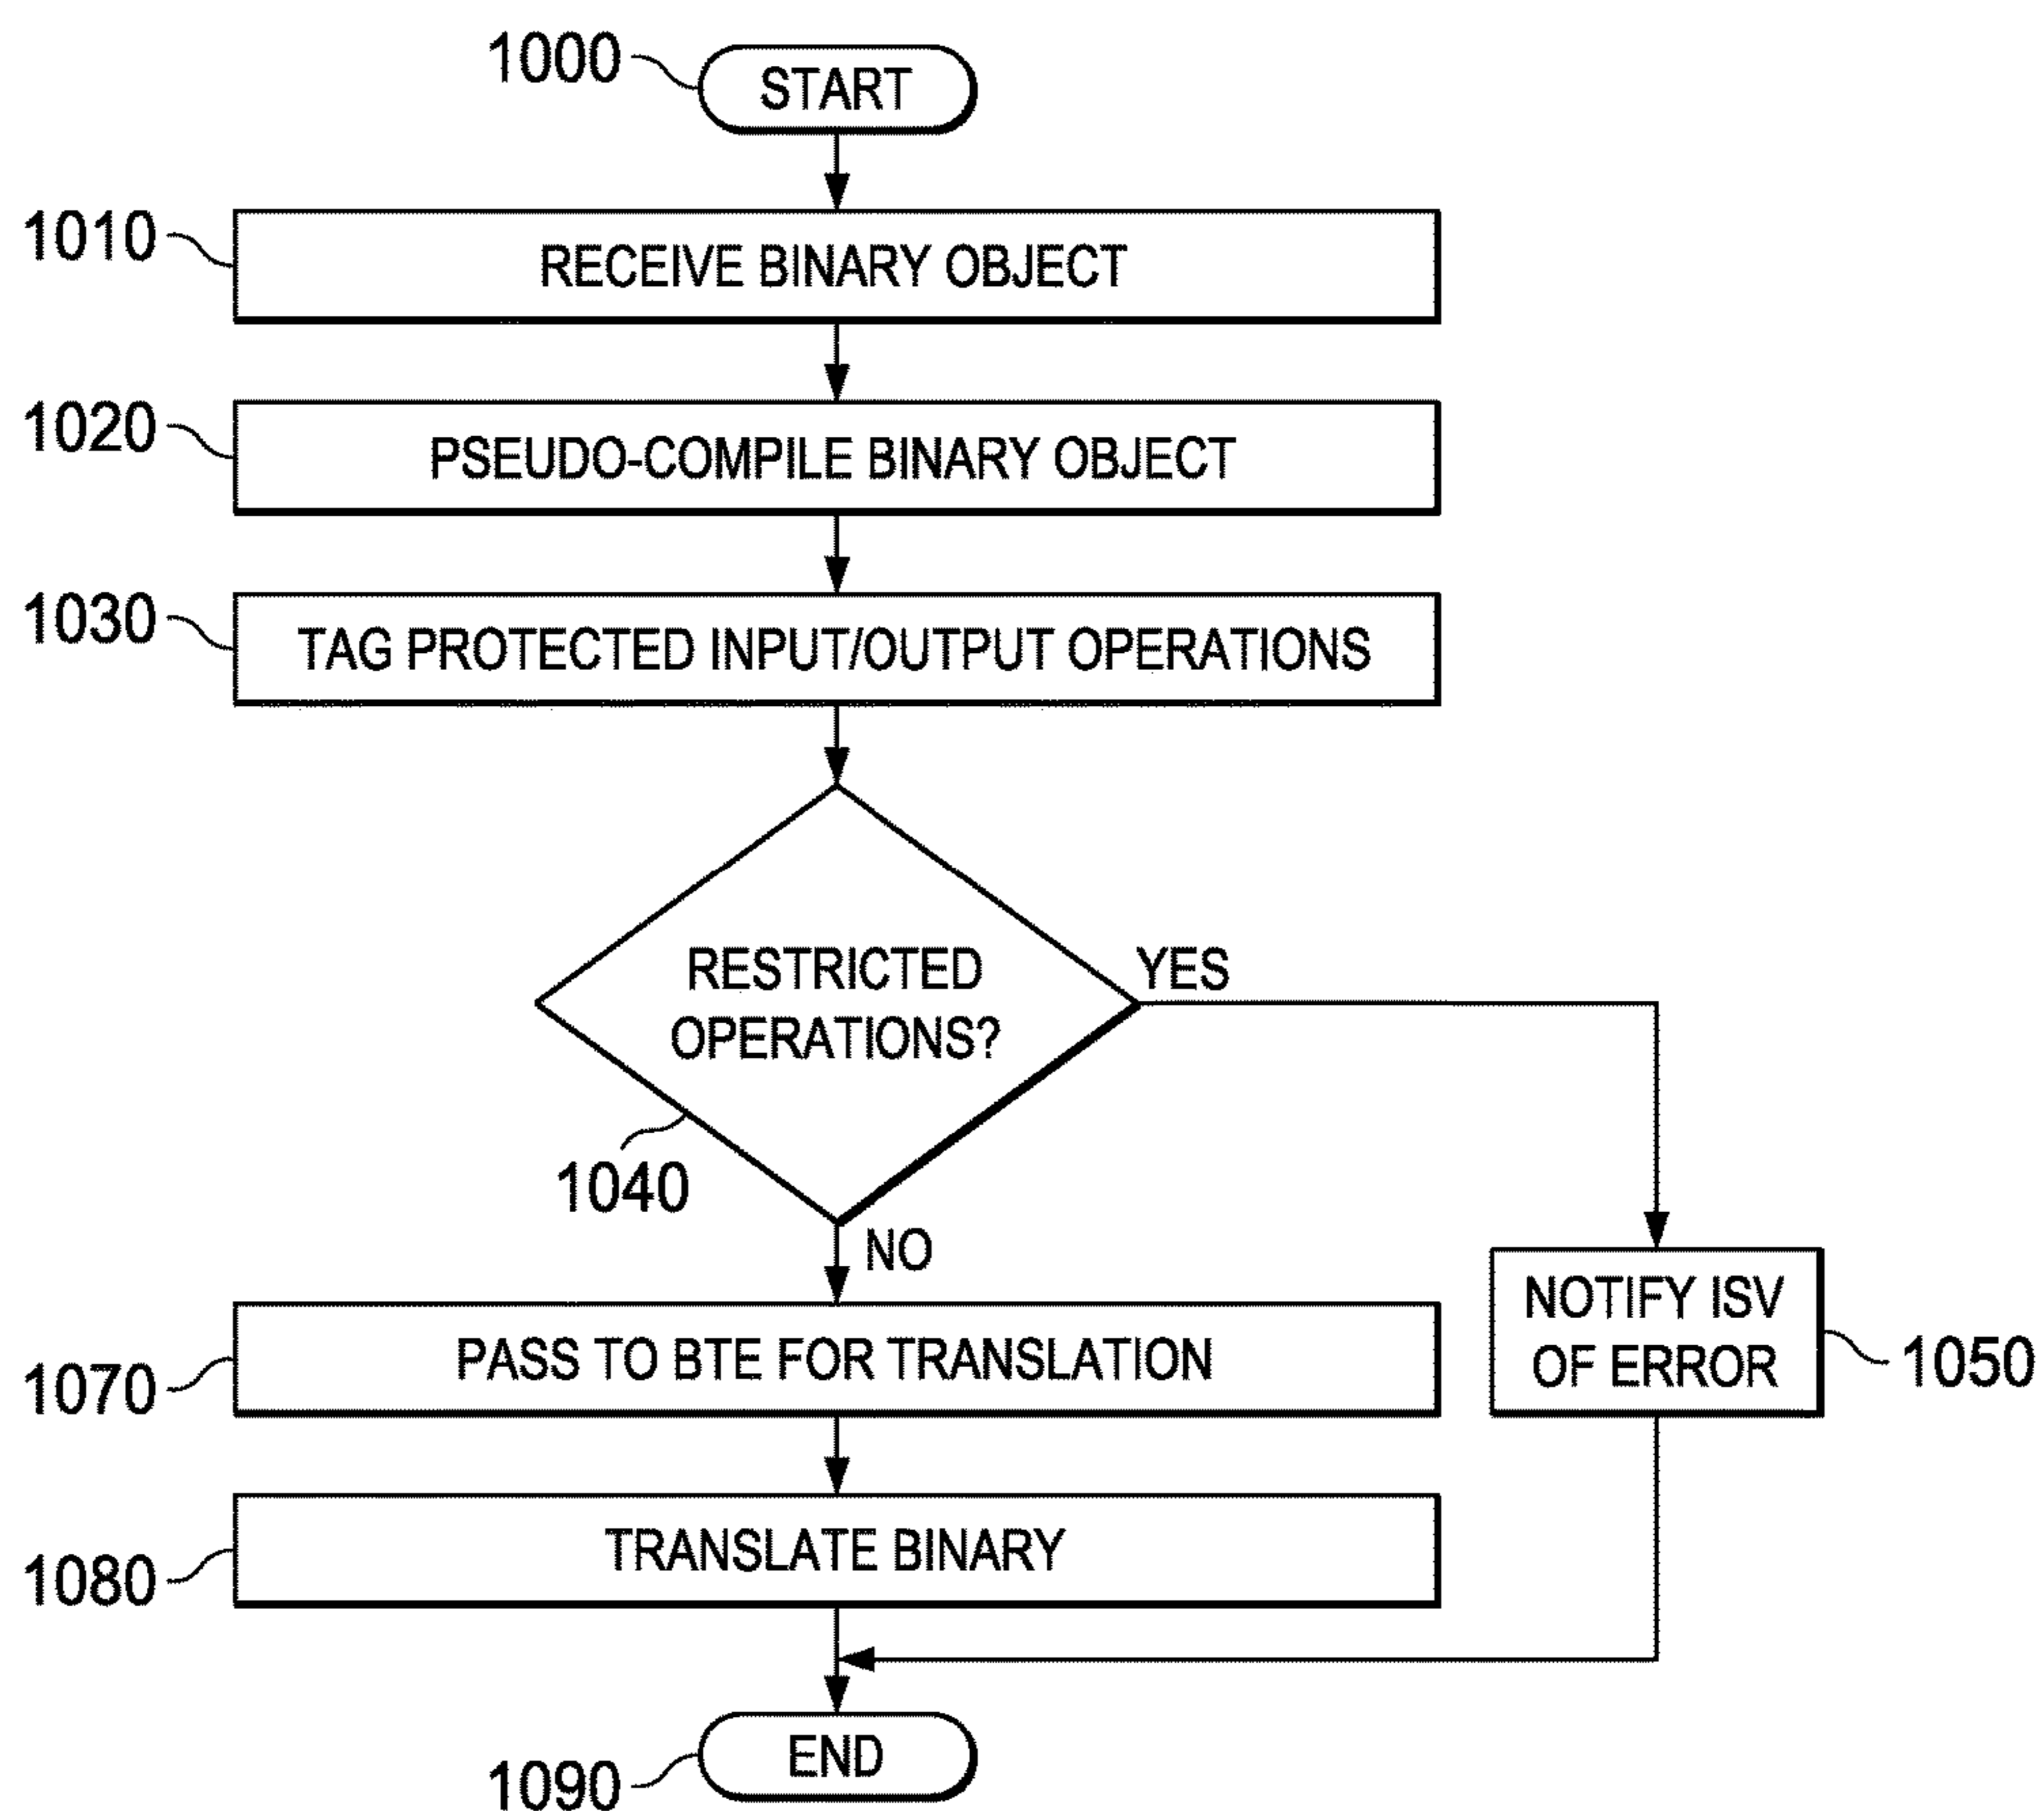 1000
START
1010
RECEIVE BINARY OBJECT
1020
PSEUDO-COMPILE BINARY OBJECT
1030
TAG PROTECTED INPUT/OUTPUT OPERATIONS
RESTRICTED
OPERATIONS?
YES
1040
NO
NOTIFY ISV
OF ERROR
1050
1070
PASS TO BTE FOR TRANSLATION
1080
TRANSLATE BINARY
END
1090